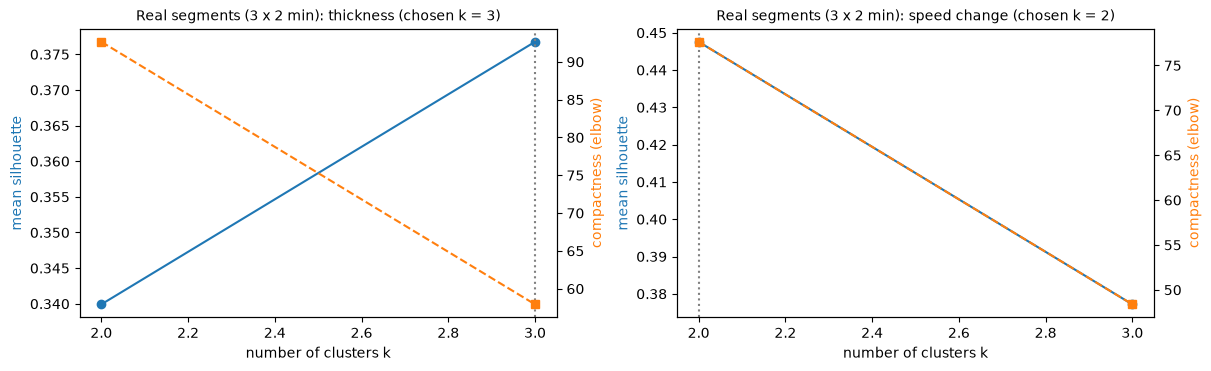 Real segments (3 x 2 min): thickness (chosen k = 3)
mean silhouette
0.375
0.370
0.365
0.360
0.355
0.350
0.345
0.340
90
85
80
75
70
65
60
compactness (elbow)
2.0 2.2 2.4 2.6 2.8 3.0
number of clusters k
Real segments (3 x 2 min): speed change (chosen k = 2)
mean silhouette
0.45
0.44
0.43
0.42
0.41
0.40
0.39
0.38
75
70
65
60
55
50
compactness (elbow)
2.0 2.2 2.4 2.6 2.8 3.0
number of clusters k